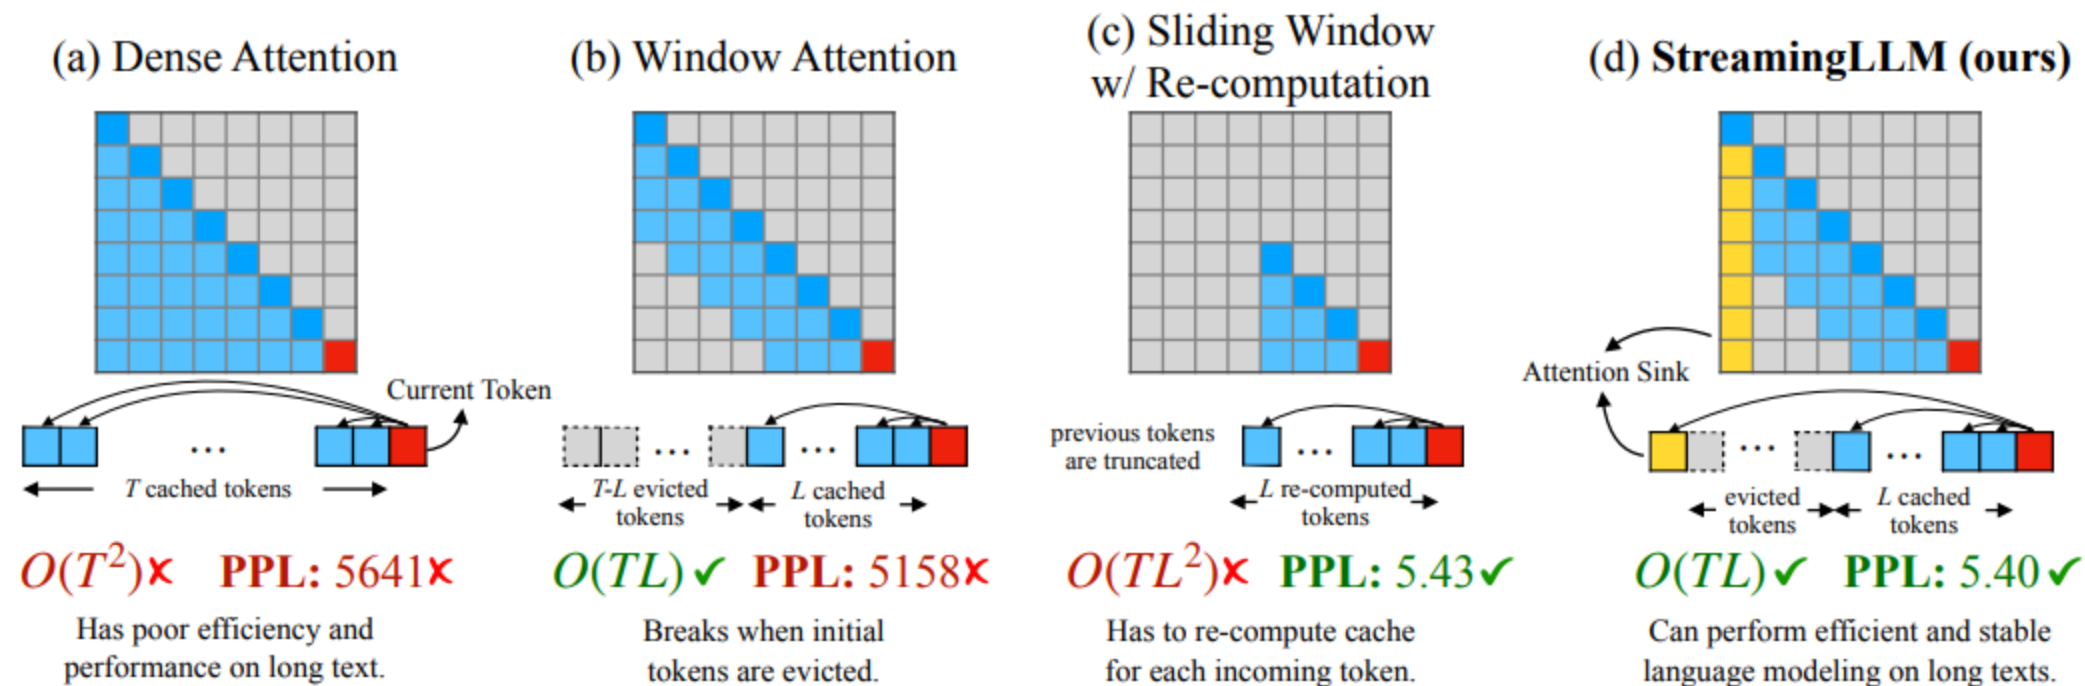 (a) Dense Attention
Current Token
...
T cached tokens
O(T²)✗ PPL: 5641✗
Has poor efficiency and
performance on long text.
(b) Window Attention
... ...
T-L evicted
tokens
L cached
tokens
O(TL)✓ PPL: 5158✗
Breaks when initial
tokens are evicted.
(c) Sliding Window
w/ Re-computation
previous tokens
are truncated
...
L re-computed
tokens
O(TL²)✗ PPL: 5.43✓
Has to re-compute cache
for each incoming token.
(d) StreamingLLM (ours)
Attention Sink
... ...
evicted
tokens
L cached
tokens
O(TL)✓ PPL: 5.40✓
Can perform efficient and stable
language modeling on long texts.